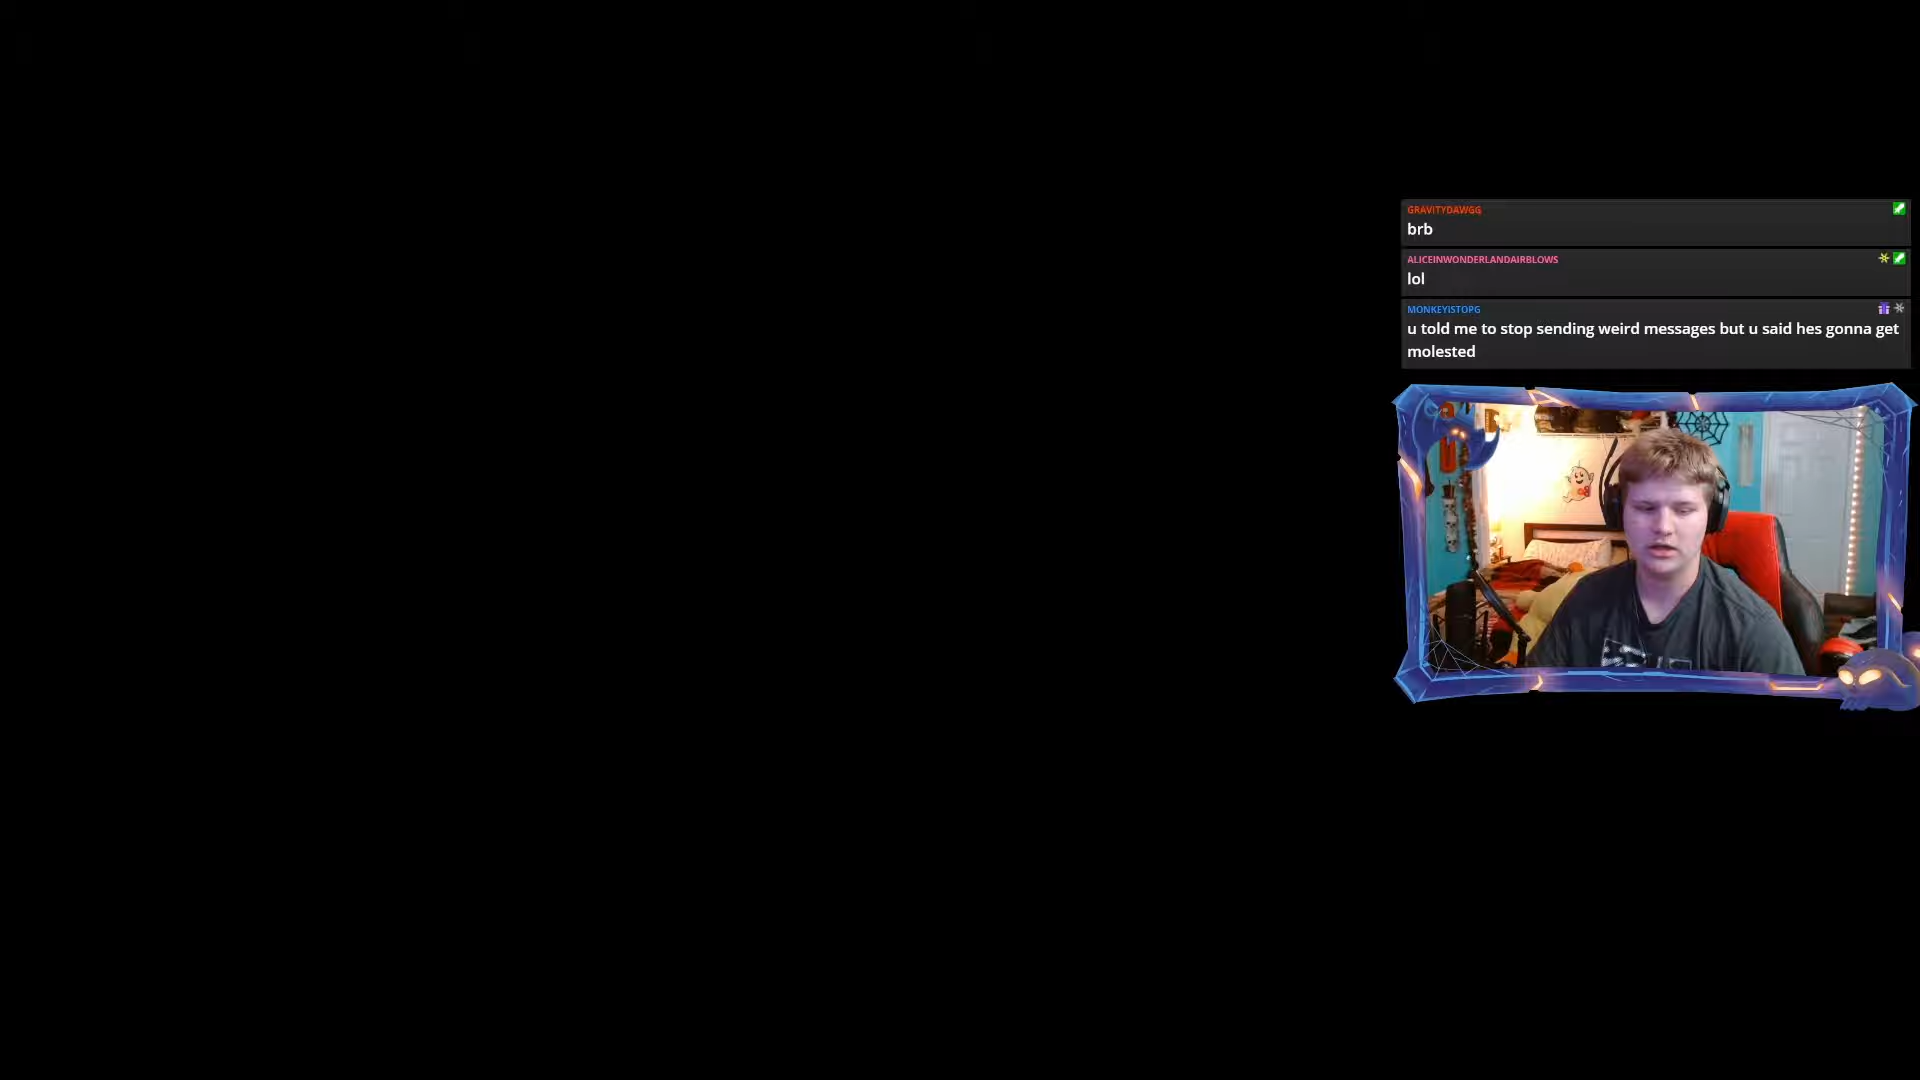 GRAVITYDAWGG
brb
ALICEINWONDERLANDAIRBLOWS
lol
MONKEYISTOPG
u told me to stop sending weird messages but u said hes gonna get
molested